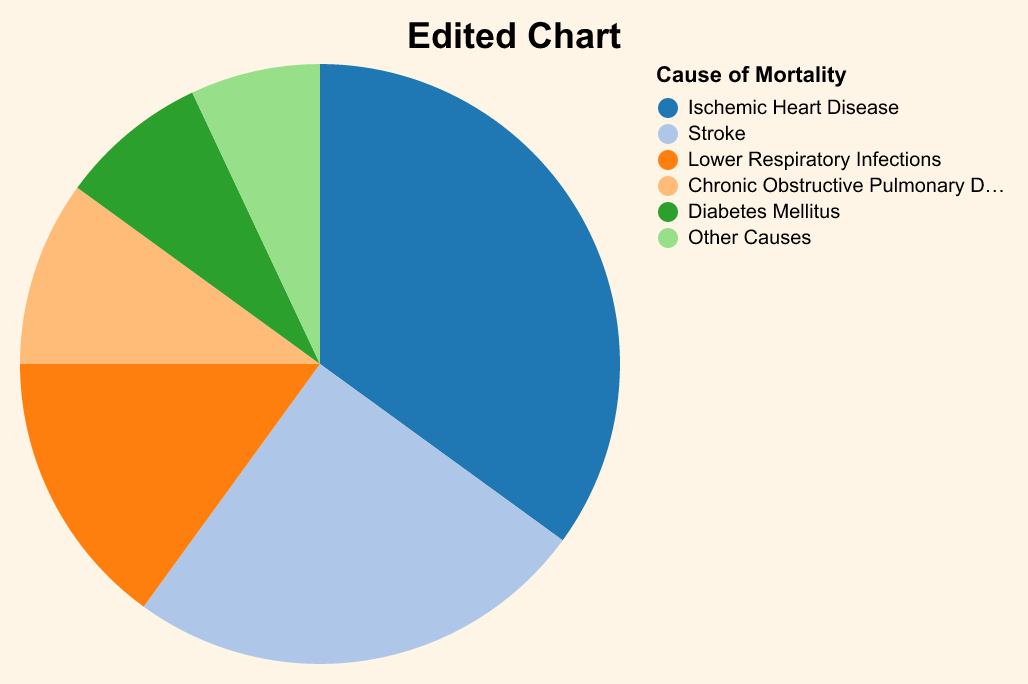 Edited Chart
Cause of Mortality
Ischemic Heart Disease
Stroke
Lower Respiratory Infections
Chronic Obstructive Pulmonary D…
Diabetes Mellitus
Other Causes